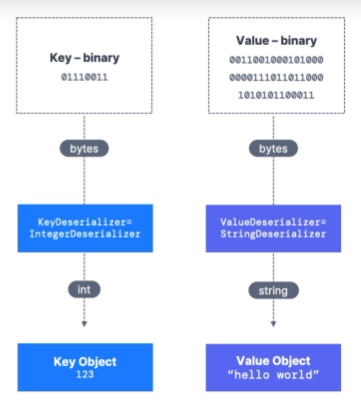 Key – binary
01110011
Value – binary
0011001000101000
0000111011011000
1010101100011
bytes
bytes
KeyDeserializer=
IntegerDeserializer
ValueDeserializer=
StringDeserializer
int
string
Key Object
123
Value Object
“hello world”